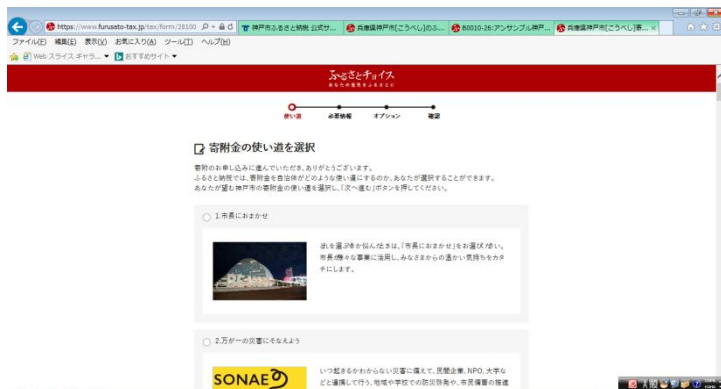 https://www.furusato-tax.jp/tax/form/28100
神戸市ふるさと納税 公式サ...
兵庫県神戸市[こうべし]のふ...
B0010-26:アンサンブル神戸...
兵庫県神戸市[こうべし]寄...
ファイル(F) 編集(E) 表示(V) お気に入り(A) ツール(T) ヘルプ(H)
Web スライス ギャラ... おすすめサイト
ふるさとチョイス
あなたの意思をふるさとに
使い道 必要情報 オプション 確認
寄附金の使い道を選択
寄附のお申し込みに進んでいただき、ありがとうございます。
ふるさと納税では、寄附金を自治体がどのような使い道にするのか、あなたが選択することができます。
あなたが望む神戸市の寄附金の使い道を選択し、「次へ進む」ボタンを押してください。
1.市長におまかせ
「市長におまかせ」をお選び
市長が様々な事業に活用し、みなさまからの温かい気持ちをカタ
チにします。
2.万が一の災害にそなえよう
SONAE
いつ起きるかわからない災害に備えて、民間企業、NPO、大学な
どと連携して行う、地域や学校での防災啓発や、市民備蓄の推進